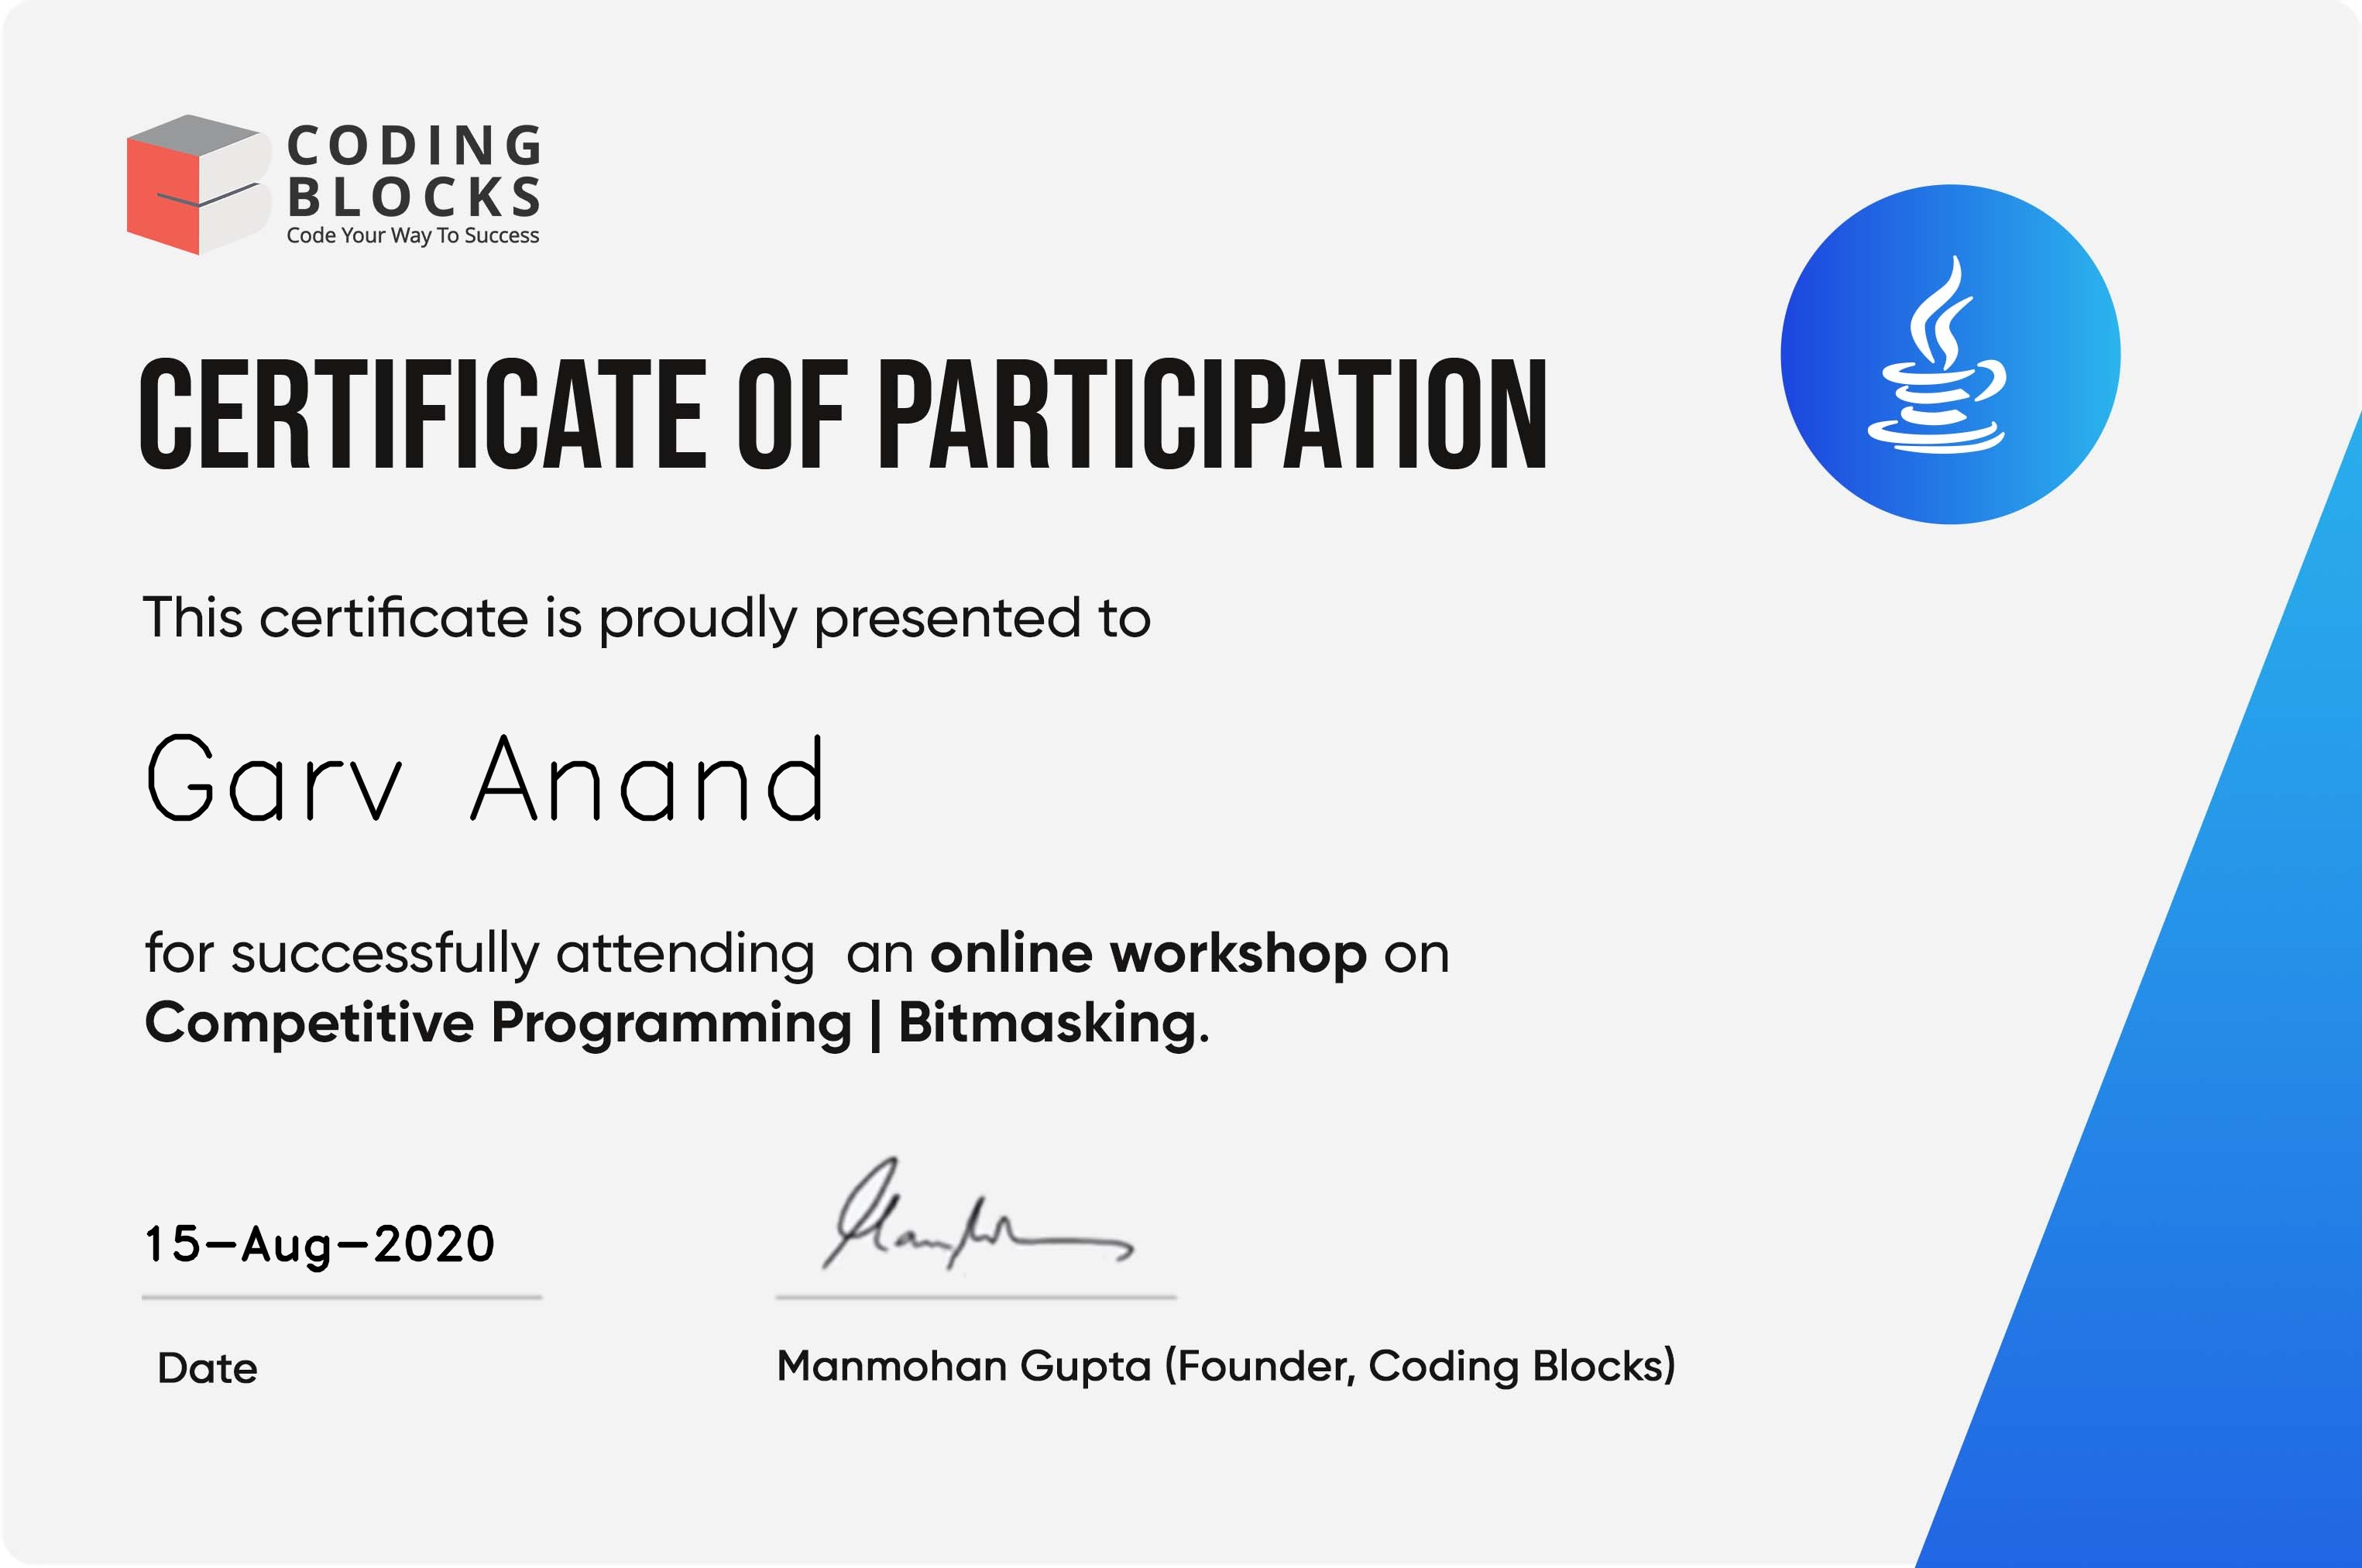 CODING
BLOCKS
Code Your Way To Success
CERTIFICATE OF PARTICIPATION
This certificate is proudly presented to
Garv Anand
for successfully attending an online workshop on
Competitive Programming | Bitmasking.
15-Aug-2020
Date
Manmohan Gupta (Founder, Coding Blocks)